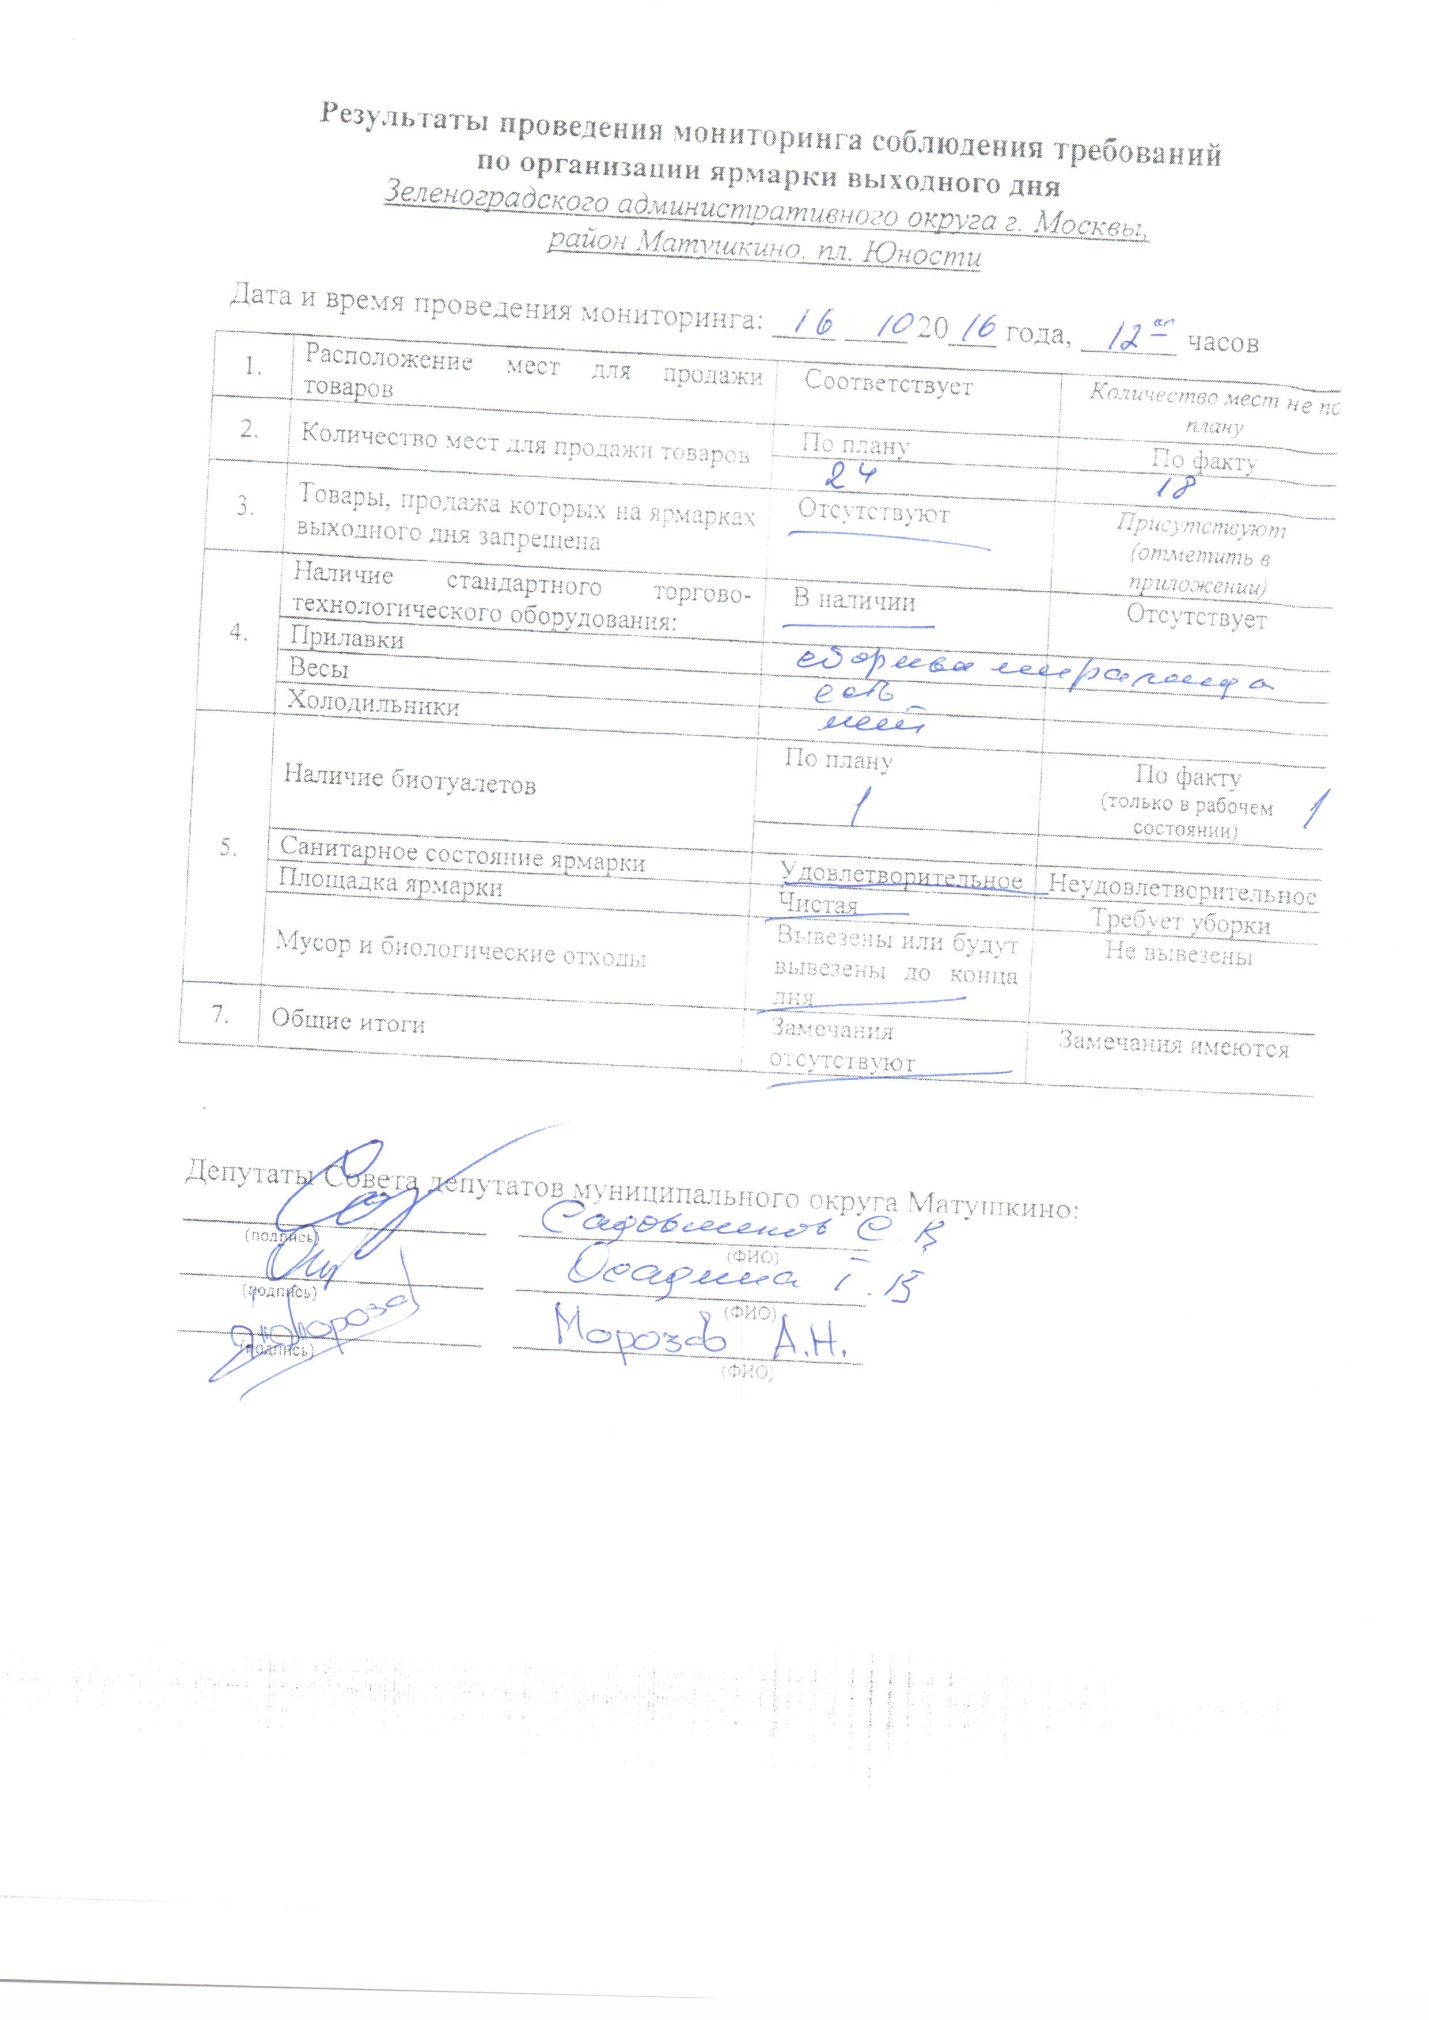 Результаты проведения мониторинга соблюдения требований
по организации ярмарки выходного дня
Зеленоградского административного округа г. Москвы,
район Матушкино, пл. Юности
Дата и время проведения мониторинга: 16 10 2016 года, 12 часов
1. Расположение мест для продажи товаров
Соответствует
Количество мест не по
плану
2. Количество мест для продажи товаров
По плану
По факту
24
18
3. Товары, продажа которых на ярмарках
выходного дня запрещена
Отсутствуют
Присутствуют
(отметить в
приложении)
4. Наличие стандартного торгово-
технологического оборудования:
В наличии
Отсутствует
Прилавки
Весы есть
Холодильники нет
5. Наличие биотуалетов
По плану
1
По факту
(только в рабочем
состоянии)
1
Санитарное состояние ярмарки Удовлетворительное Неудовлетворительное
Площадка ярмарки Чистая Требует уборки
Мусор и биологические отходы
Вывезены или будут
вывезены до конца
дня
Не вывезены
7. Общие итоги
Замечания
отсутствуют
Замечания имеются
Депутаты Совета депутатов муниципального округа Матушкино:
Садовников С.В.
(подпись) (ФИО)
Осадчая Т.В.
(подпись) (ФИО)
Морозов А.Н.
(подпись) (ФИО)